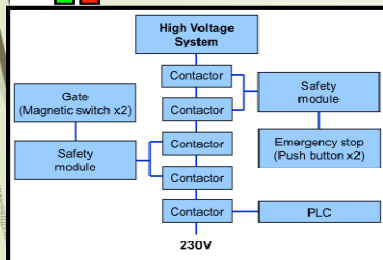 High Voltage
System
Contactor
Gate
(Magnetic switch x2)
Safety
module
Contactor
Contactor
Emergency stop
(Push button x2)
Safety
module
Contactor
Contactor
PLC
230V